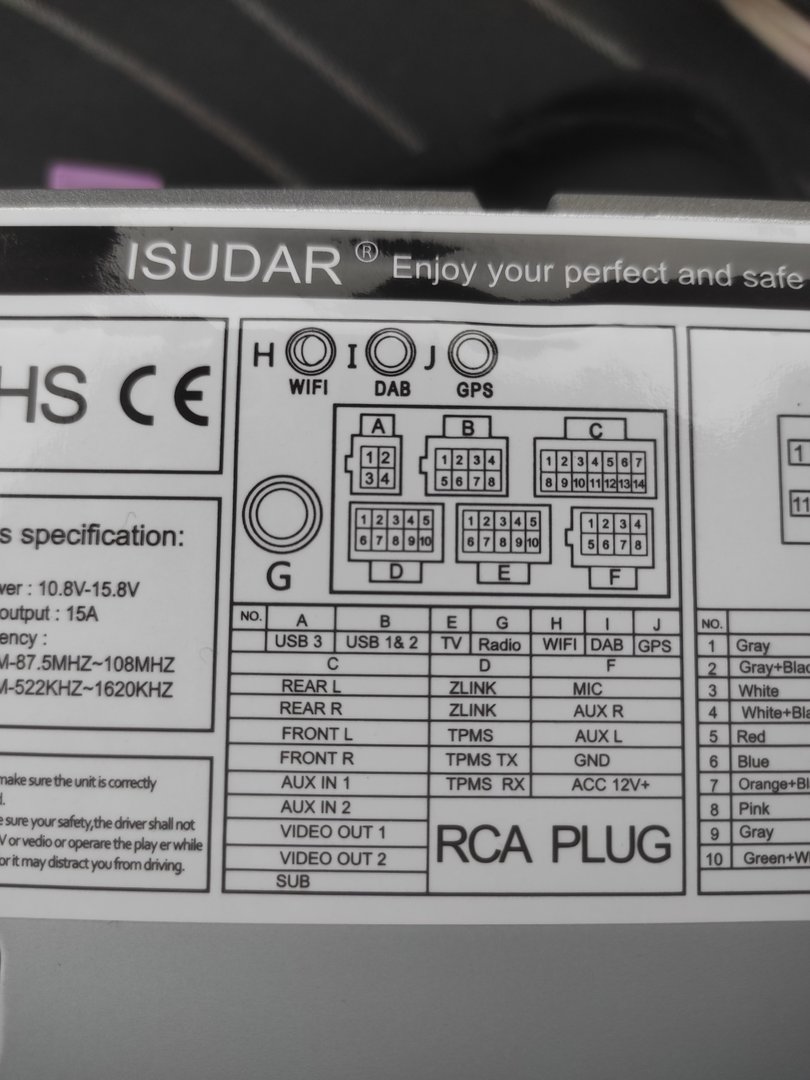 ISUDAR ® Enjoy your perfect and safe
HS CE
H I J
WIFI DAB GPS
A B C
1 2 1 2 3 4 1 2 3 4 5 6 7
3 4 5 6 7 8 8 9 10 11 12 13 14
1 2 3 4 5 1 2 3 4 5 1 2 3 4
6 7 8 9 10 6 7 8 9 10 5 6 7 8
D E F
G
s specification:
ver : 10.8V-15.8V
output : 15A
ency :
M-87.5MHZ~108MHZ
M-522KHZ~1620KHZ
make sure the unit is correctly
d.
e sure your safety,the driver shall not
V or vedio or operare the play er while
or it may distract you from driving.
NO. A B E G H I J
USB 3 USB 1& 2 TV Radio WIFI DAB GPS
C D F
REAR L ZLINK MIC
REAR R ZLINK AUX R
FRONT L TPMS AUX L
FRONT R TPMS TX GND
AUX IN 1 TPMS RX ACC 12V+
AUX IN 2
VIDEO OUT 1
VIDEO OUT 2
SUB
RCA PLUG
1
11
NO.
1 Gray
2 Gray+Blac
3 White
4 White+Bla
5 Red
6 Blue
7 Orange+Bl
8 Pink
9 Gray
10 Green+Wh